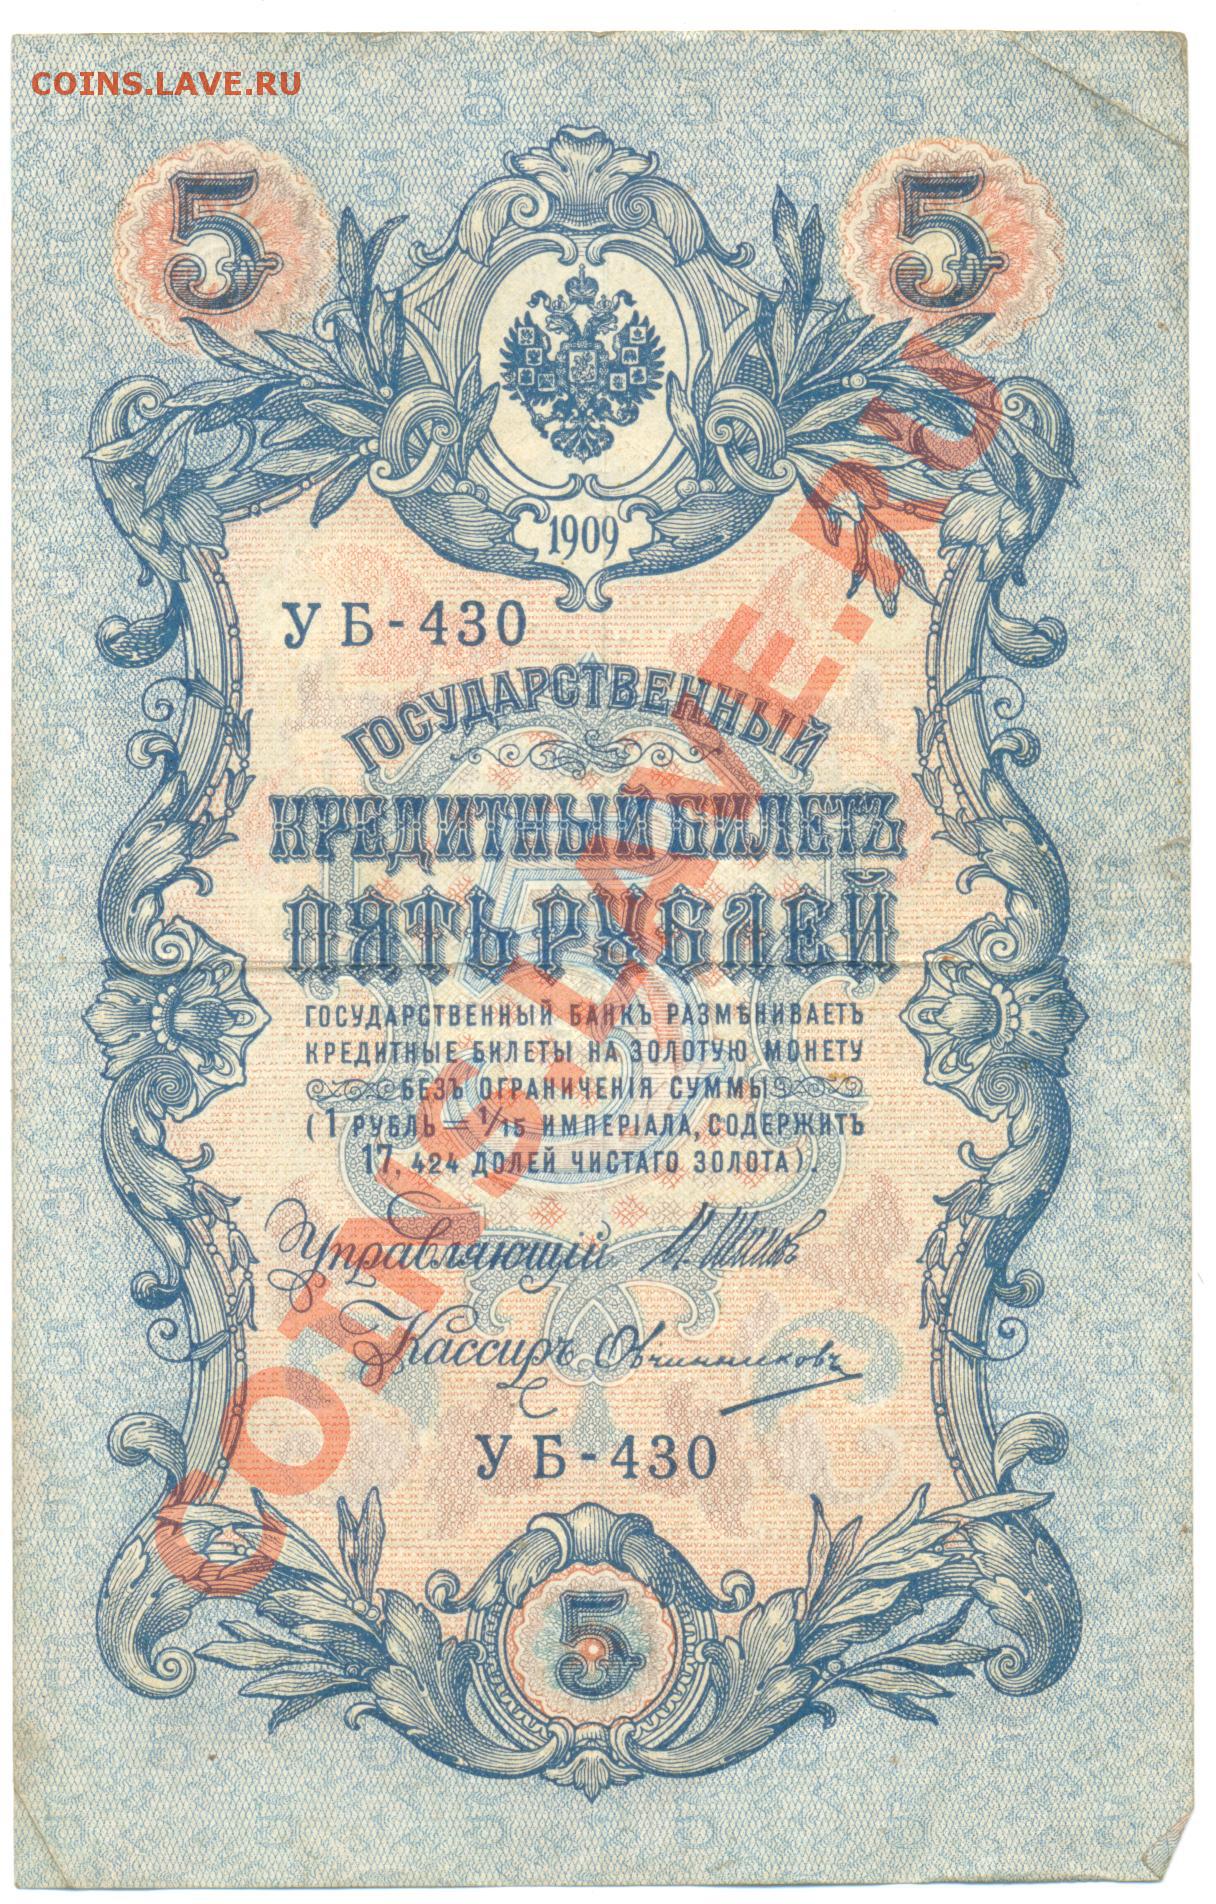 COINS.LAVE.RU
5 5
1909
УБ-430
ГОСУДАРСТВЕННЫЙ
КРЕДИТНЫЙ БИЛЕТЪ
ПЯТЬ РУБЛЕЙ
ГОСУДАРСТВЕННЫЙ БАНКЪ РАЗМѢНИВАЕТЪ
КРЕДИТНЫЕ БИЛЕТЫ НА ЗОЛОТУЮ МОНЕТУ
БЕЗЪ ОГРАНИЧЕНІЯ СУММЫ
(1 РУБЛЬ = 1/15 ИМПЕРІАЛА, СОДЕРЖИТЪ
17,424 ДОЛЕЙ ЧИСТАГО ЗОЛОТА).
Управляющій И. Шиповъ
Кассиръ Овчинниковъ
УБ-430
5
COINS.LAVE.RU